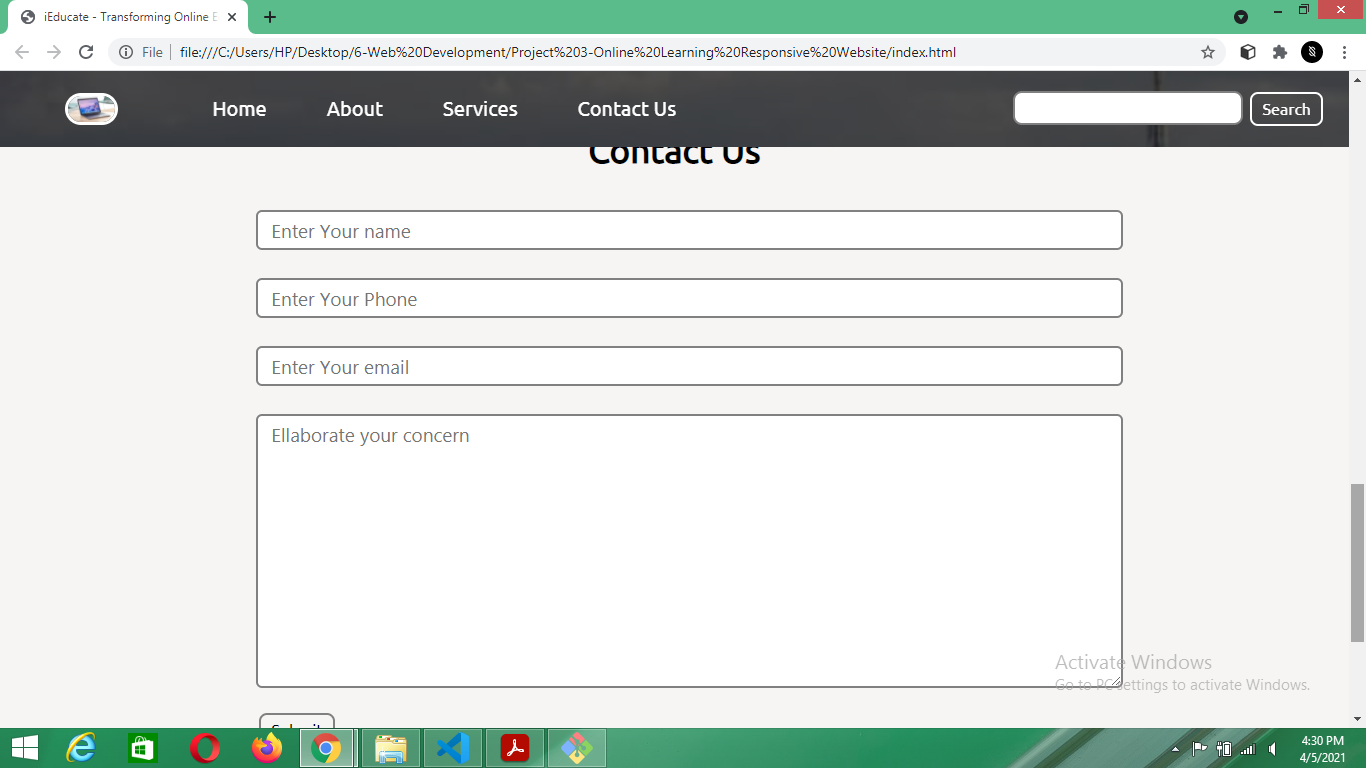 iEducate - Transforming Online E
File
file:///C:/Users/HP/Desktop/6-Web%20Development/Project%203-Online%20Learning%20Responsive%20Website/index.html
Home About Services Contact Us Search
Contact Us
Enter Your name
Enter Your Phone
Enter Your email
Ellaborate your concern
Activate Windows
Go to PC settings to activate Windows.
Submit
4:30 PM
4/5/2021